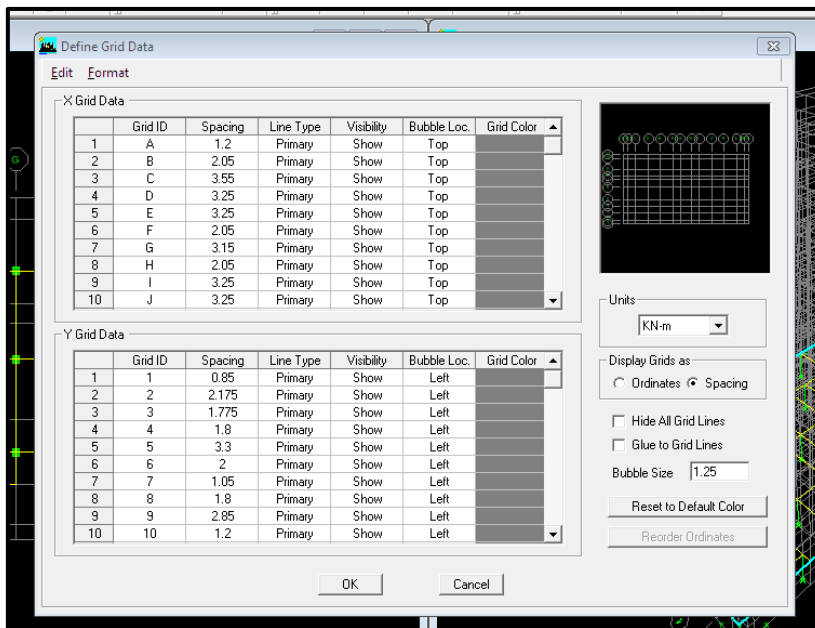 Define Grid Data
Edit Format
X Grid Data
Grid ID Spacing Line Type Visibility Bubble Loc. Grid Color
1 A 1.2 Primary Show Top
2 B 2.05 Primary Show Top
3 C 3.55 Primary Show Top
4 D 3.25 Primary Show Top
5 E 3.25 Primary Show Top
6 F 2.05 Primary Show Top
7 G 3.15 Primary Show Top
8 H 2.05 Primary Show Top
9 I 3.25 Primary Show Top
10 J 3.25 Primary Show Top
Y Grid Data
Grid ID Spacing Line Type Visibility Bubble Loc. Grid Color
1 1 0.85 Primary Show Left
2 2 2.175 Primary Show Left
3 3 1.775 Primary Show Left
4 4 1.8 Primary Show Left
5 5 3.3 Primary Show Left
6 6 2 Primary Show Left
7 7 1.05 Primary Show Left
8 8 1.8 Primary Show Left
9 9 2.85 Primary Show Left
10 10 1.2 Primary Show Left
Units
KN-m
Display Grids as
Ordinates Spacing
Hide All Grid Lines
Glue to Grid Lines
Bubble Size 1.25
Reset to Default Color
Reorder Ordinates
OK Cancel
G